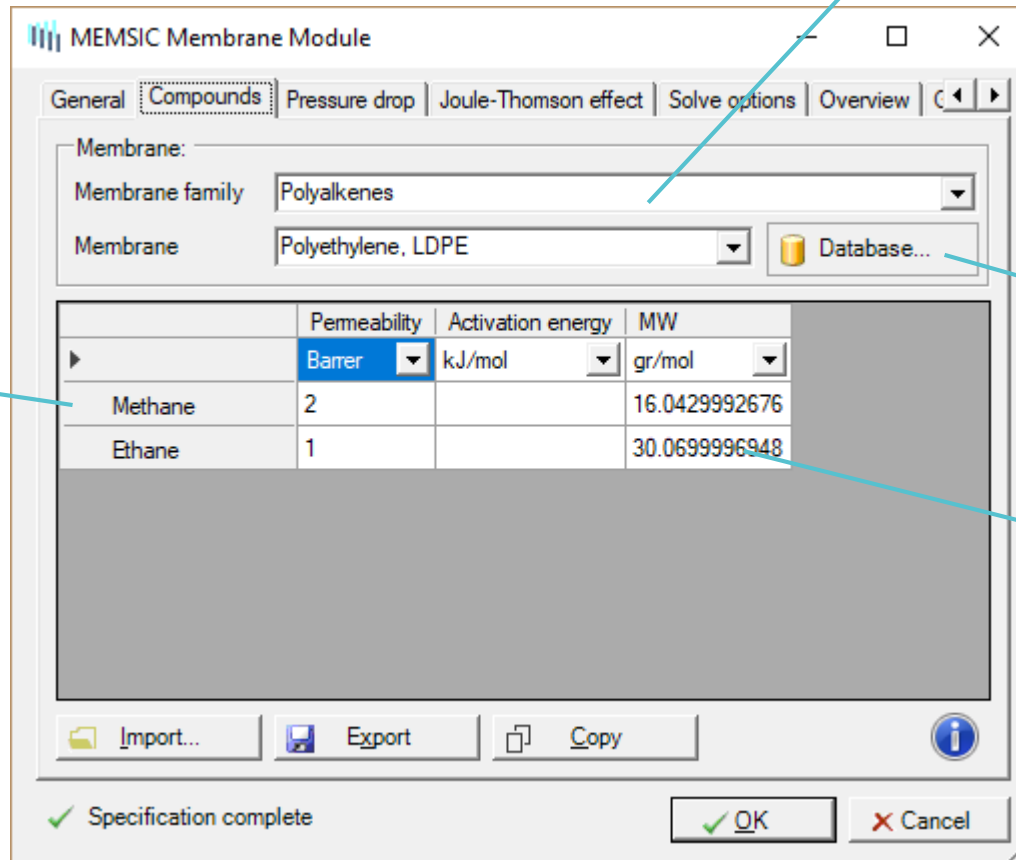 MEMSIC Membrane Module
General Compounds Pressure drop Joule-Thomson effect Solve options Overview
Membrane:
Membrane family Polyalkenes
Membrane Polyethylene, LDPE Database...
Permeability Activation energy MW
Barrer kJ/mol gr/mol
Methane 2 16.0429992676
Ethane 1 30.0699996948
Import... Export Copy
Specification complete OK Cancel